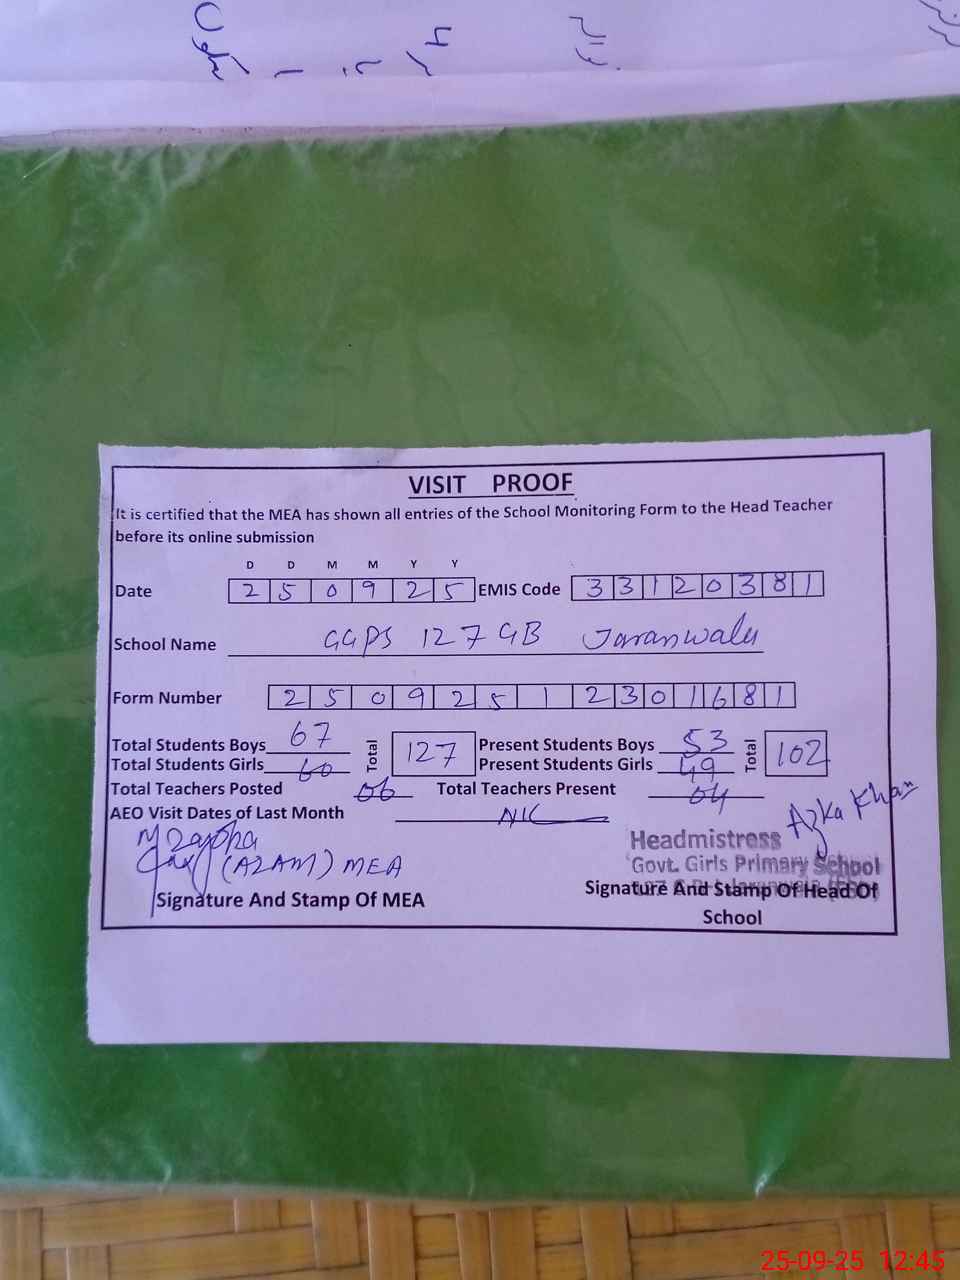 VISIT PROOF
It is certified that the MEA has shown all entries of the School Monitoring Form to the Head Teacher
before its online submission
D D M M Y Y
Date 2 5 0 9 2 5 EMIS Code 3 3 1 2 0 3 8 1
School Name GGPS 127 GB Jaranwala
Form Number 2 5 0 9 2 5 1 2 3 0 1 6 8 1
Total Students Boys 67 Total 127 Present Students Boys 53 Total 102
Total Students Girls 60 Present Students Girls 49
Total Teachers Posted 06 Total Teachers Present 04
AEO Visit Dates of Last Month NIL
Azka Khan
Headmistress
(AZAM) MEA Govt. Girls Primary School
Signature And Stamp Of MEA Signature And Stamp Of Head Of
School
25-09-25 12:45